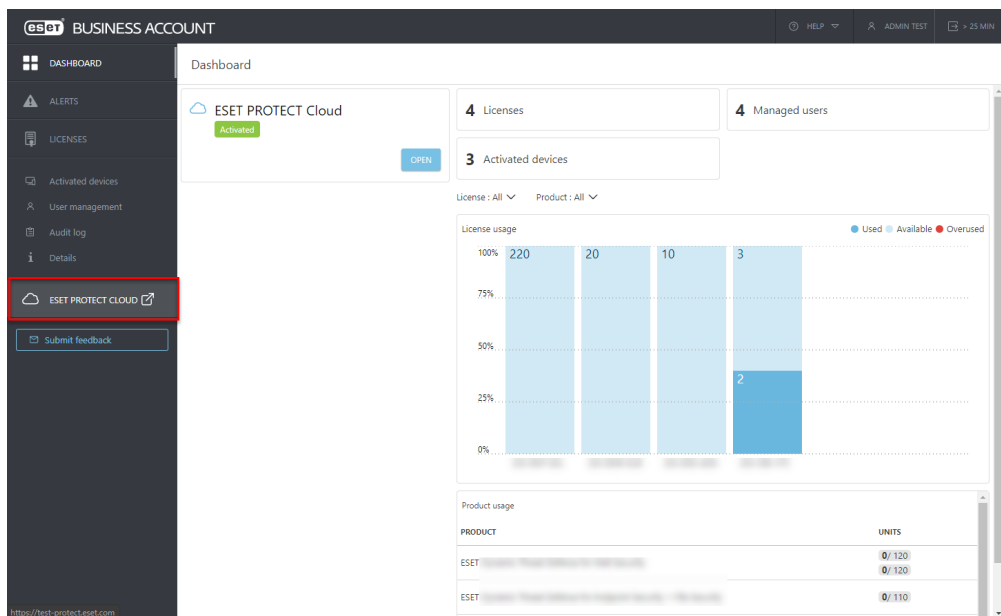 eset BUSINESS ACCOUNT
HELP
ADMIN TEST
> 25 MIN
DASHBOARD
ALERTS
LICENSES
Activated devices
User management
Audit log
Details
ESET PROTECT CLOUD
Submit feedback
https://test-protect.eset.com
Dashboard
ESET PROTECT Cloud
Activated
OPEN
4 Licenses
4 Managed users
3 Activated devices
License : All
Product : All
License usage
Used
Available
Overused
100%
75%
50%
25%
0%
220
20
10
3
2
Product usage
PRODUCT
UNITS
ESET
0/ 120
0/ 120
ESET
0/ 110